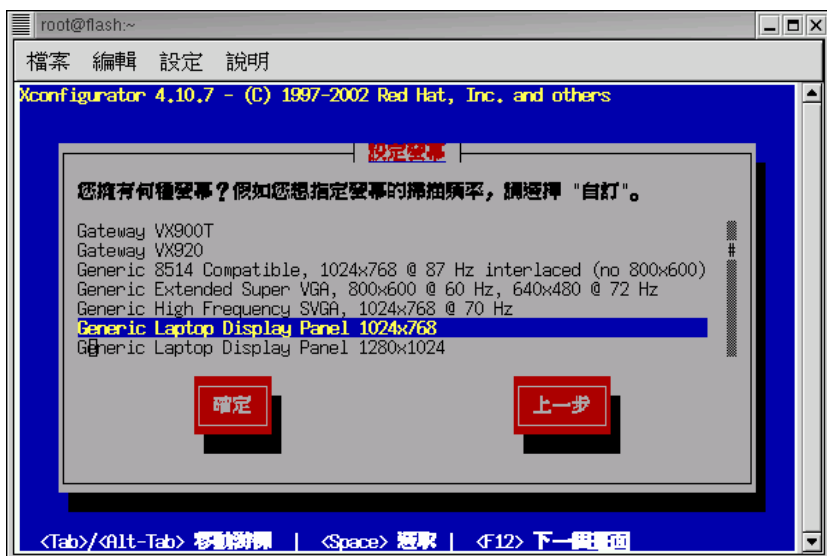 root@flash:~
檔案 編輯 設定 說明
Xconfigurator 4.10.7 - (C) 1997-2002 Red Hat, Inc. and others
設定螢幕
您擁有何種螢幕?假如您想指定螢幕的掃描頻率, 請選擇 "自訂"。
Gateway VX900T
Gateway VX920
Generic 8514 Compatible, 1024x768 @ 87 Hz interlaced (no 800x600)
Generic Extended Super VGA, 800x600 @ 60 Hz, 640x480 @ 72 Hz
Generic High Frequency SVGA, 1024x768 @ 70 Hz
Generic Laptop Display Panel 1024x768
Generic Laptop Display Panel 1280x1024
確定 上一步
<Tab>/<Alt-Tab> 移動游標 | <Space> 選取 | <F12> 下一個畫面